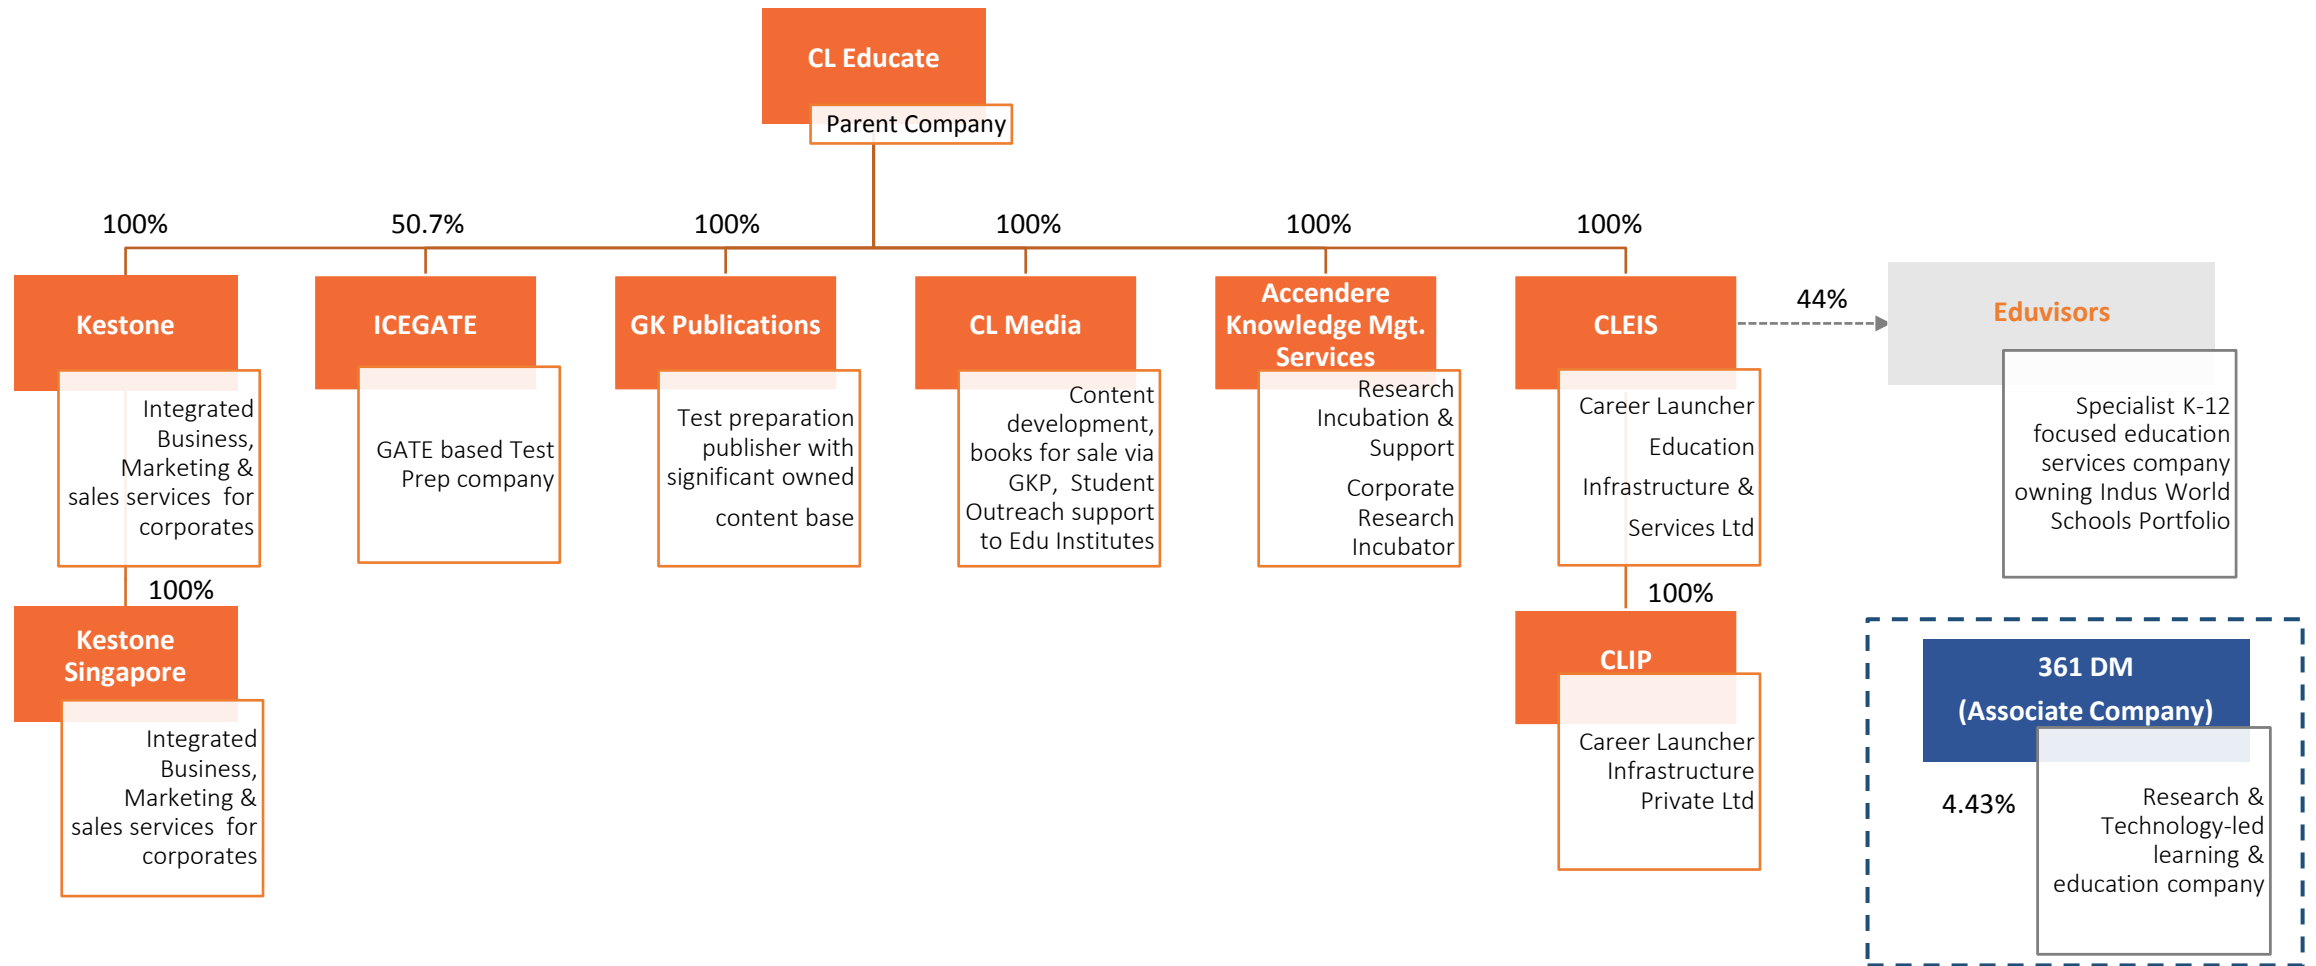 CL Educate
Parent Company
100%
50.7%
100%
100%
100%
100%
Kestone
Integrated
Business,
Marketing &
sales services for
corporates
ICEGATE
GATE based Test
Prep company
GK Publications
Test preparation
publisher with
significant owned
content base
CL Media
Content
development,
books for sale via
GKP, Student
Outreach support
to Edu Institutes
Accendere
Knowledge Mgt.
Services
Research
Incubation &
Support
Corporate
Research
Incubator
CLEIS
Career Launcher
Education
Infrastructure &
Services Ltd
44%
Eduvisors
Specialist K-12
focused education
services company
owning Indus World
Schools Portfolio
100%
Kestone
Singapore
Integrated
Business,
Marketing &
sales services for
corporates
100%
CLIP
Career Launcher
Infrastructure
Private Ltd
361 DM
(Associate Company)
4.43%
Research &
Technology-led
learning &
education company